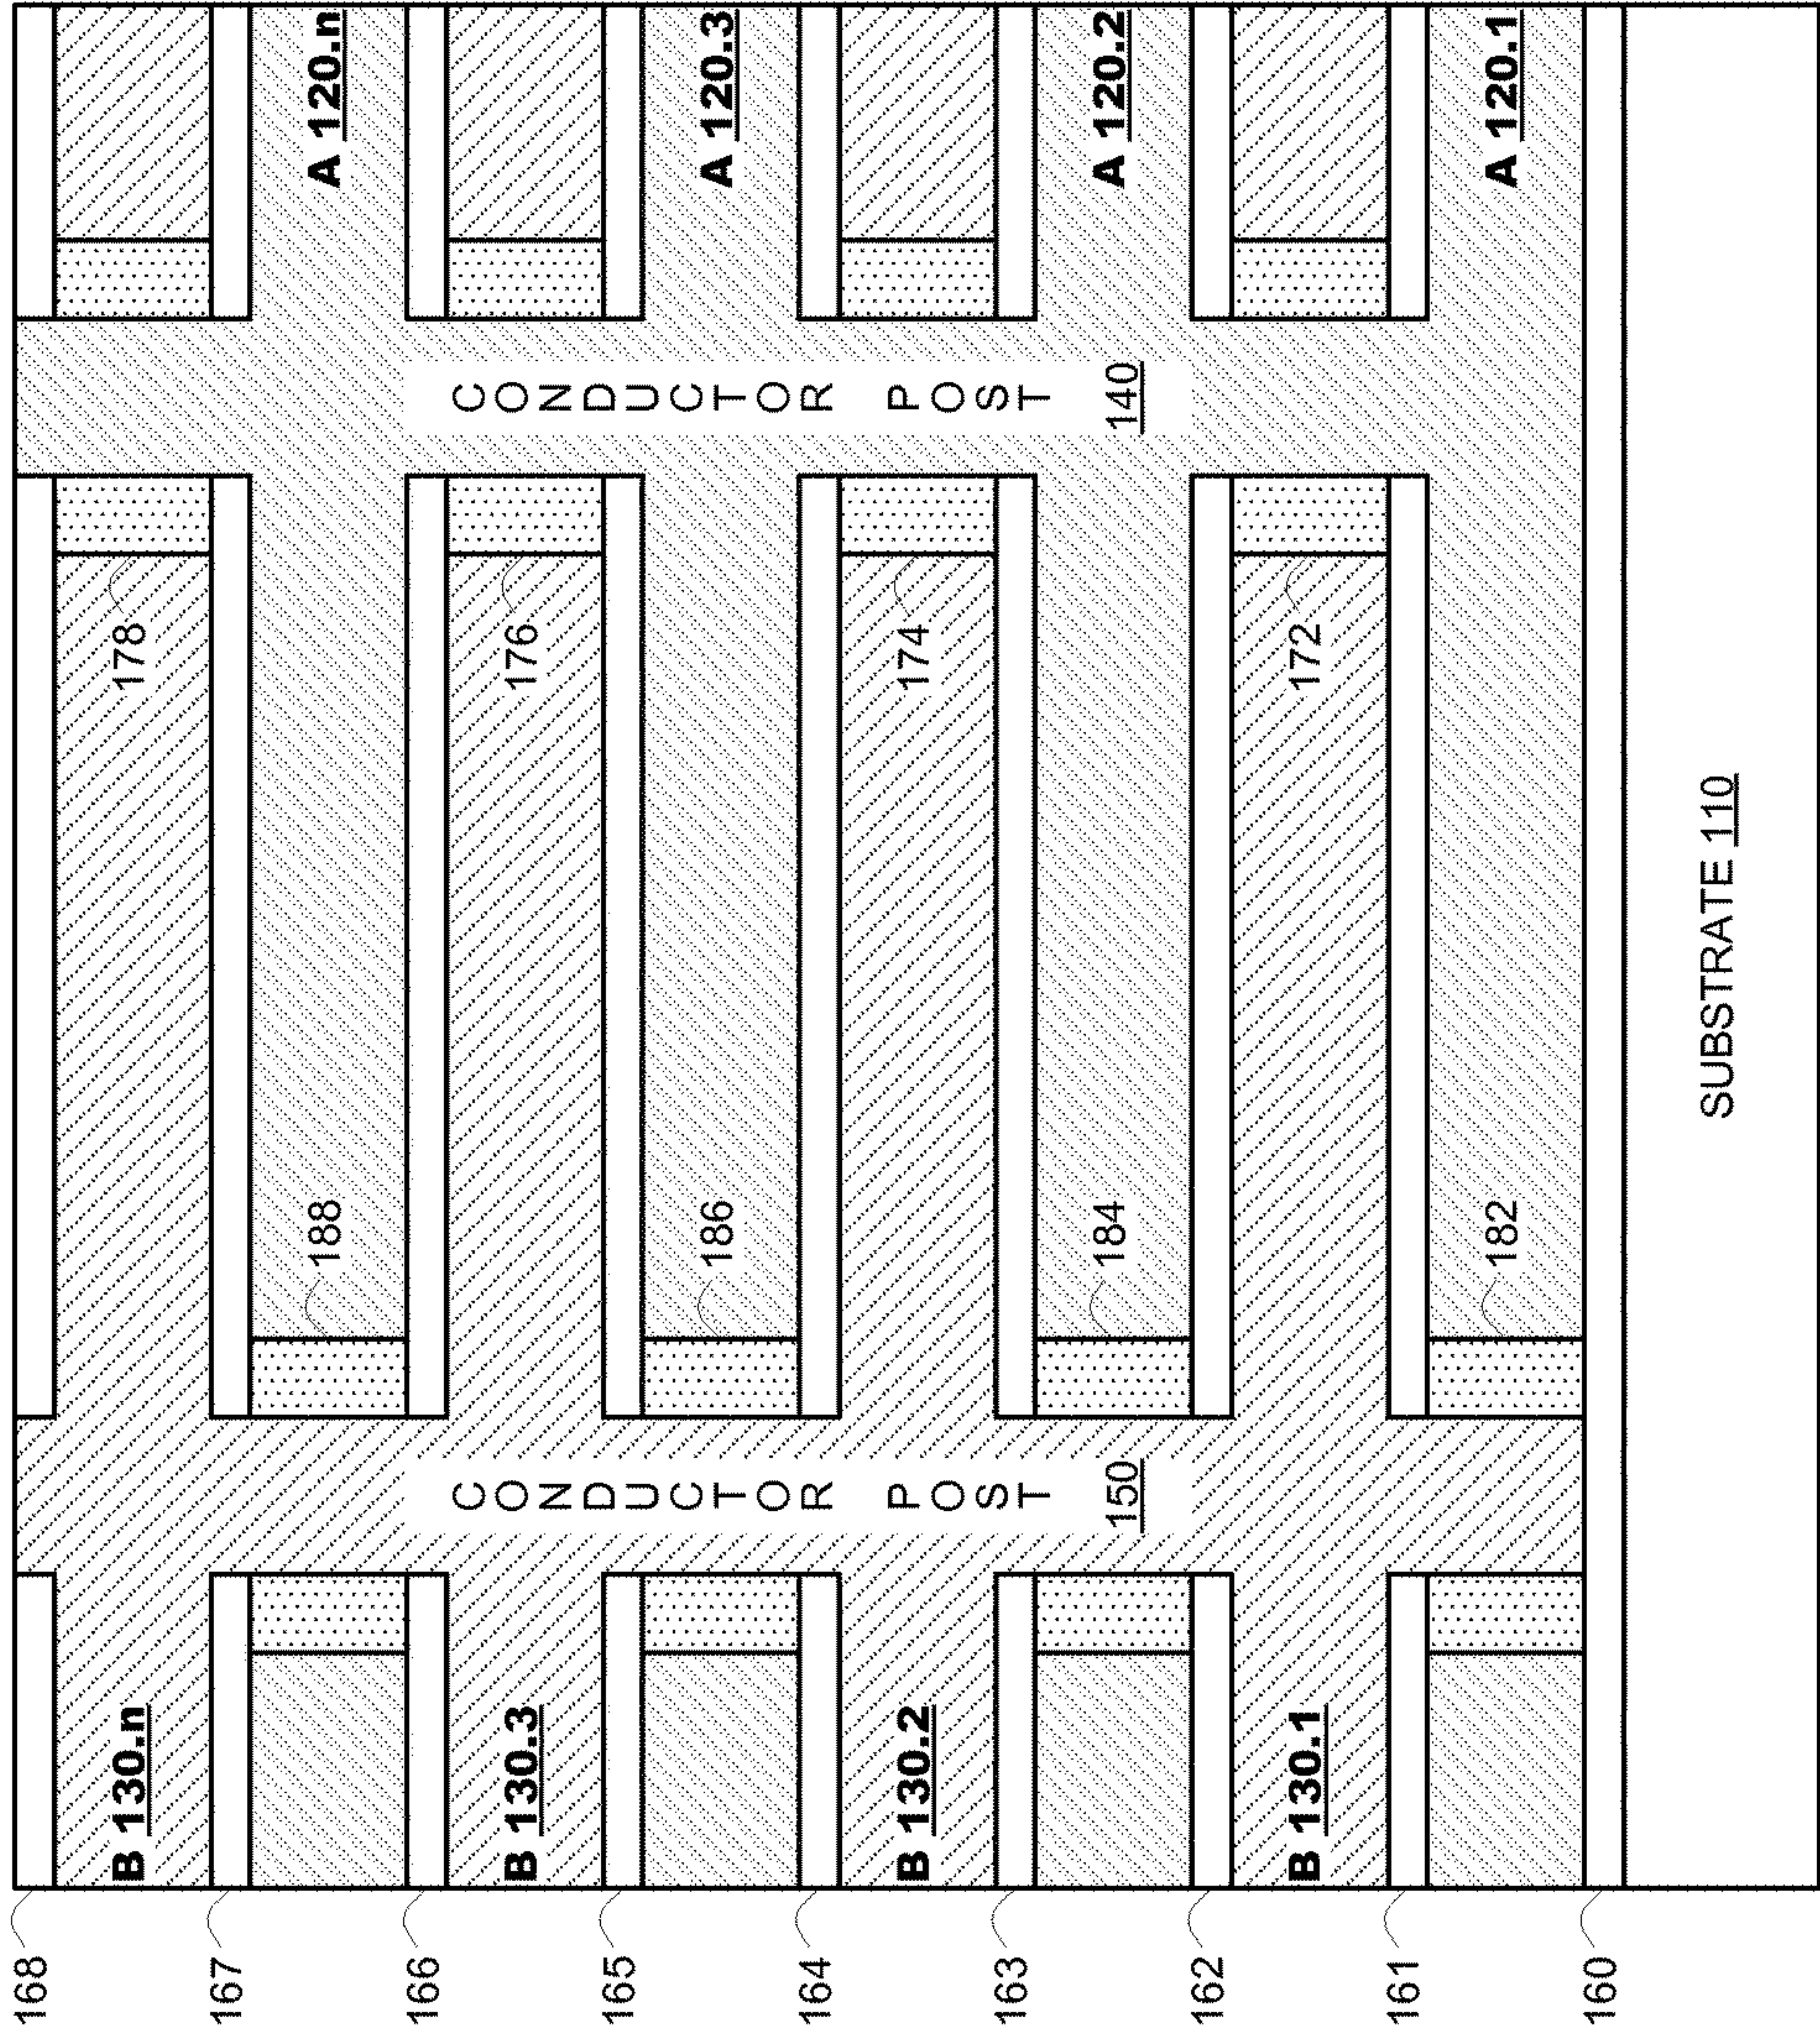 168
167
166
165
164
163
162
161
160
B 130.n
B 130.3
B 130.2
B 130.1
CONDUCTOR POST
150
188
186
184
182
178
176
174
172
CONDUCTOR POST
140
A 120.n
A 120.3
A 120.2
A 120.1
SUBSTRATE 110